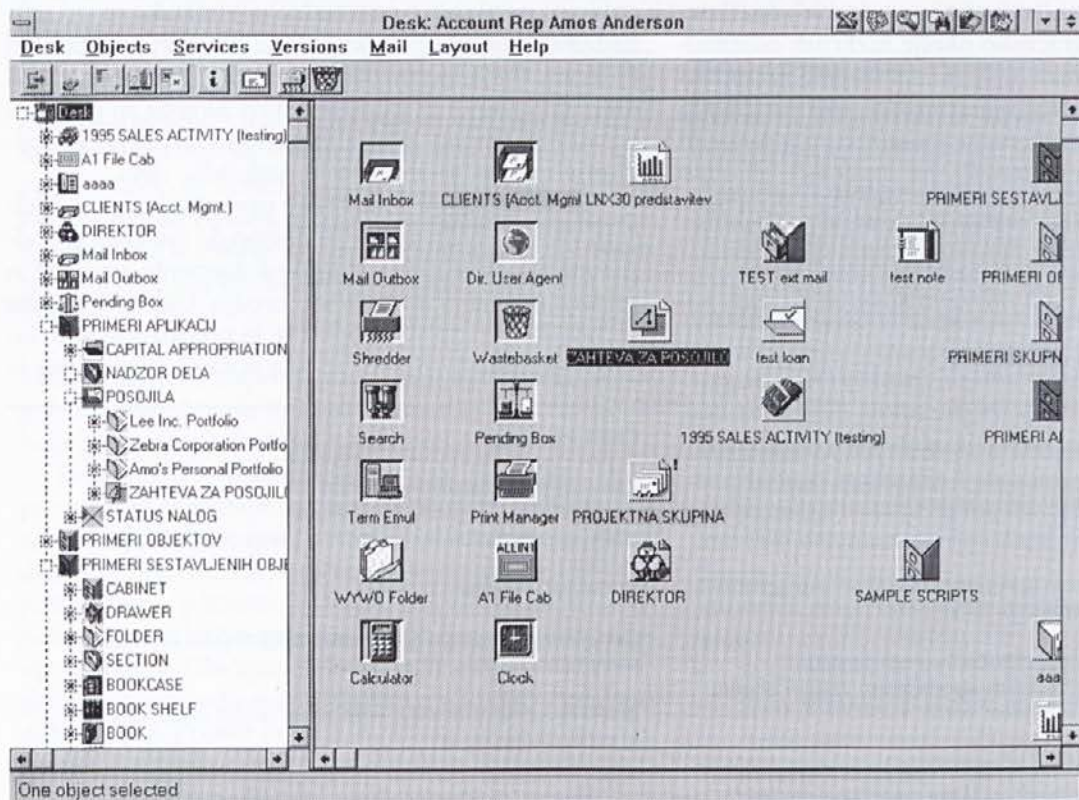 Desk: Account Rep Amos Anderson
Desk Objects Services Versions Mail Layout Help
Desk
1995 SALES ACTIVITY (testing)
A1 File Cab
aaaa
CLIENTS (Acct. Mgmt.)
DIREKTOR
Mail Inbox
Mail Outbox
Pending Box
PRIMERI APLIKACIJ
CAPITAL APPROPRIATION
NADZOR DELA
POSOJILA
Lee Inc. Portfolio
Zebra Corporation Portfo
Amo's Personal Portfolio
ZAHTEVA ZA POSOJIL
STATUS NALOG
PRIMERI OBJEKTOV
PRIMERI SESTAVLJENIH OBJE
CABINET
DRAWER
FOLDER
SECTION
BOOKCASE
BOOK SHELF
BOOK
Mail Inbox CLIENTS (Acct. Mgmt LNX30 predstavitev PRIMERI SESTAVLJ
Mail Outbox Dir. User Agent TEST ext mail test note PRIMERI OB
Shredder Wastebasket ZAHTEVA ZA POSOJILO test loan PRIMERI SKUPN
Search Pending Box 1995 SALES ACTIVITY (testing) PRIMERI AP
Term Emul Print Manager PROJEKTNA SKUPINA
ALLIN1
WYWO Folder A1 File Cab DIREKTOR SAMPLE SCRIPTS
Calculator Clock aaa
One object selected